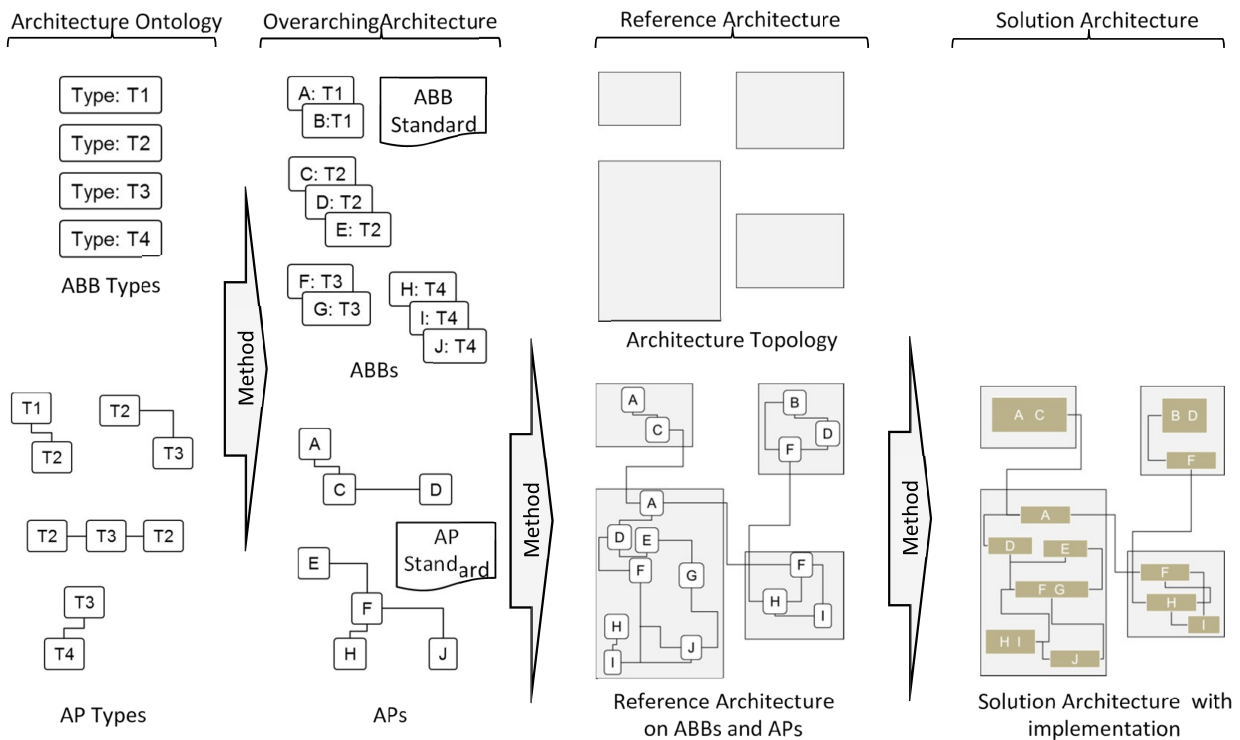 Architecture Ontology
Type: T1
Type: T2
Type: T3
Type: T4
ABB Types
T1
T2
T2
T3
T2
T3
T2
T3
T4
AP Types
Method
OverarchingArchitecture
A: T1
B:T1
ABB
Standard
C: T2
D: T2
E: T2
F: T3
G: T3
H: T4
I: T4
J: T4
ABBs
A
C
D
AP
Standard
E
F
H
J
APs
Method
Reference Architecture
Architecture Topology
A
C
B
D
F
A
D
E
F
G
H
I
J
F
H
I
Reference Architecture
on ABBs and APs
Method
Solution Architecture
A C
B D
F
A
D
E
F G
H I
J
F
H
I
Solution Architecture with
implementation